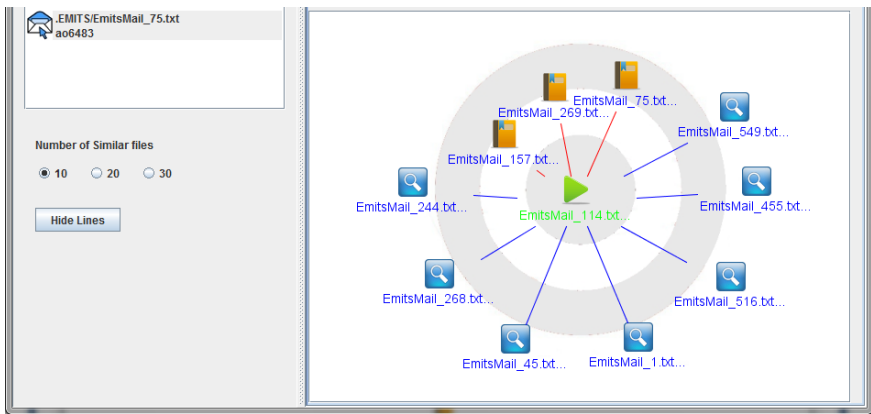 .EMITS/EmitsMail_75.txt
ao6483
Number of Similar files
10 20 30
Hide Lines
EmitsMail_75.txt...
EmitsMail_269.txt...
EmitsMail_549.txt...
EmitsMail_157.txt...
EmitsMail_244.txt...
EmitsMail_455.txt...
EmitsMail_114.txt...
EmitsMail_268.txt...
EmitsMail_516.txt...
EmitsMail_45.txt...
EmitsMail_1.txt...